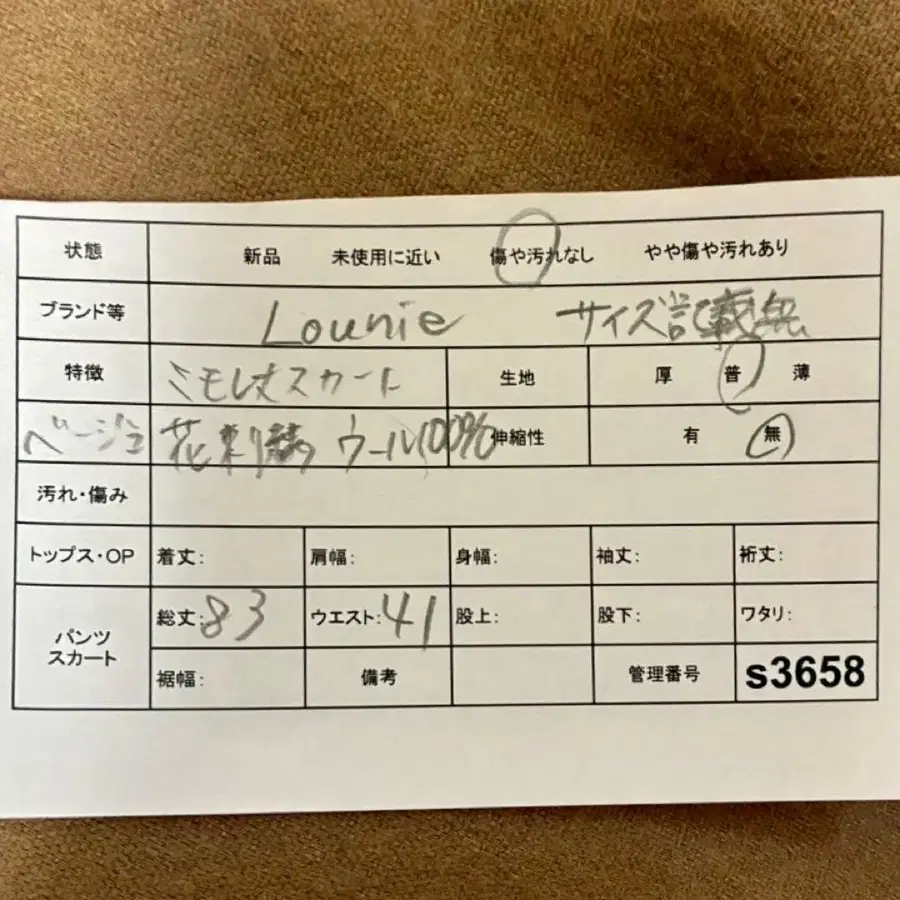 状態 新品 未使用に近い 傷や汚れなし やや傷や汚れあり
ブランド等 Lounie サイズ記載無
特徴 ミモレ丈スカート 生地 厚 普 薄
ベージュ 花刺繍 ウール100% 伸縮性 有 無
汚れ・傷み
トップス・OP 着丈: 肩幅: 身幅: 袖丈: 裄丈:
パンツ スカート 総丈:83 ウエスト:41 股上: 股下: ワタリ:
裾幅: 備考 管理番号 s3658